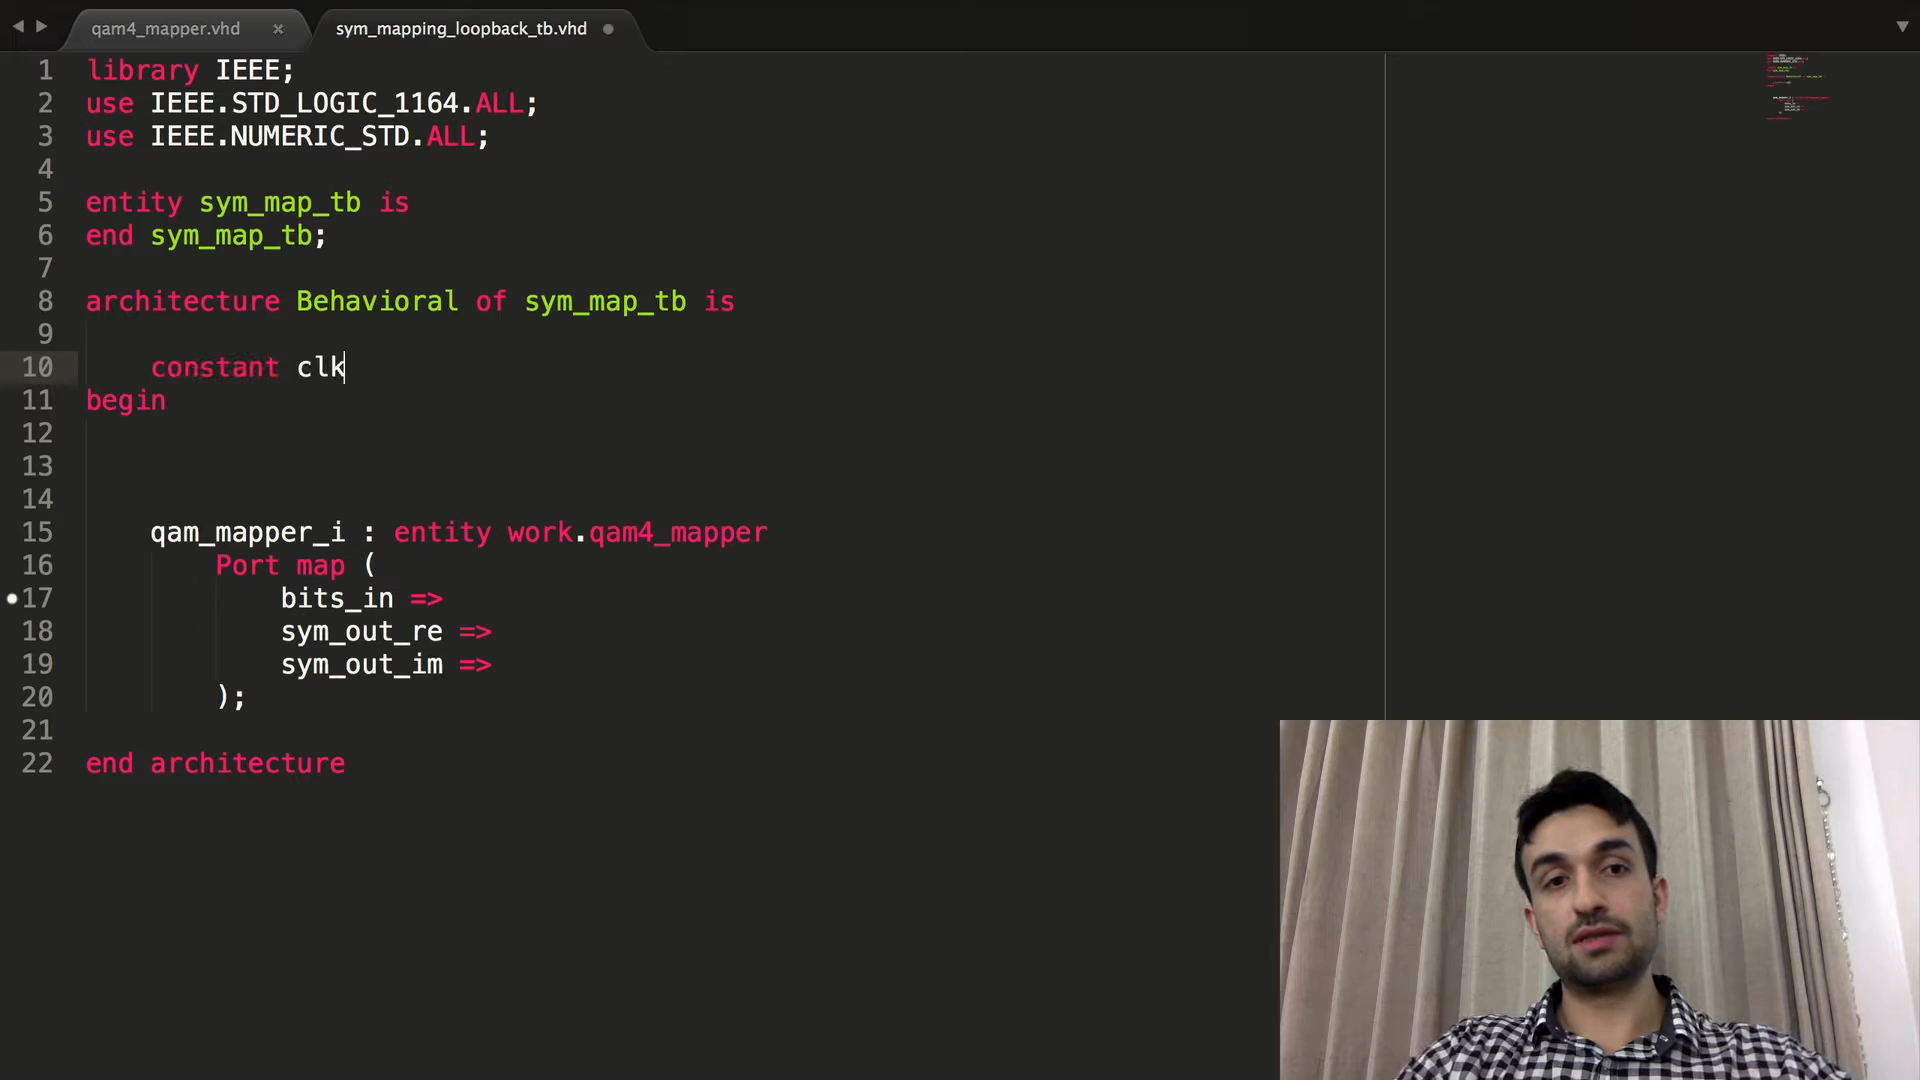 qam4_mapper.vhd
sym_mapping_loopback_tb.vhd
1 library IEEE;
2 use IEEE.STD_LOGIC_1164.ALL;
3 use IEEE.NUMERIC_STD.ALL;
4
5 entity sym_map_tb is
6 end sym_map_tb;
7
8 architecture Behavioral of sym_map_tb is
9
10 constant clk
11 begin
12
13
14
15 qam_mapper_i : entity work.qam4_mapper
16 Port map (
17 bits_in =>
18 sym_out_re =>
19 sym_out_im =>
20 );
21
22 end architecture